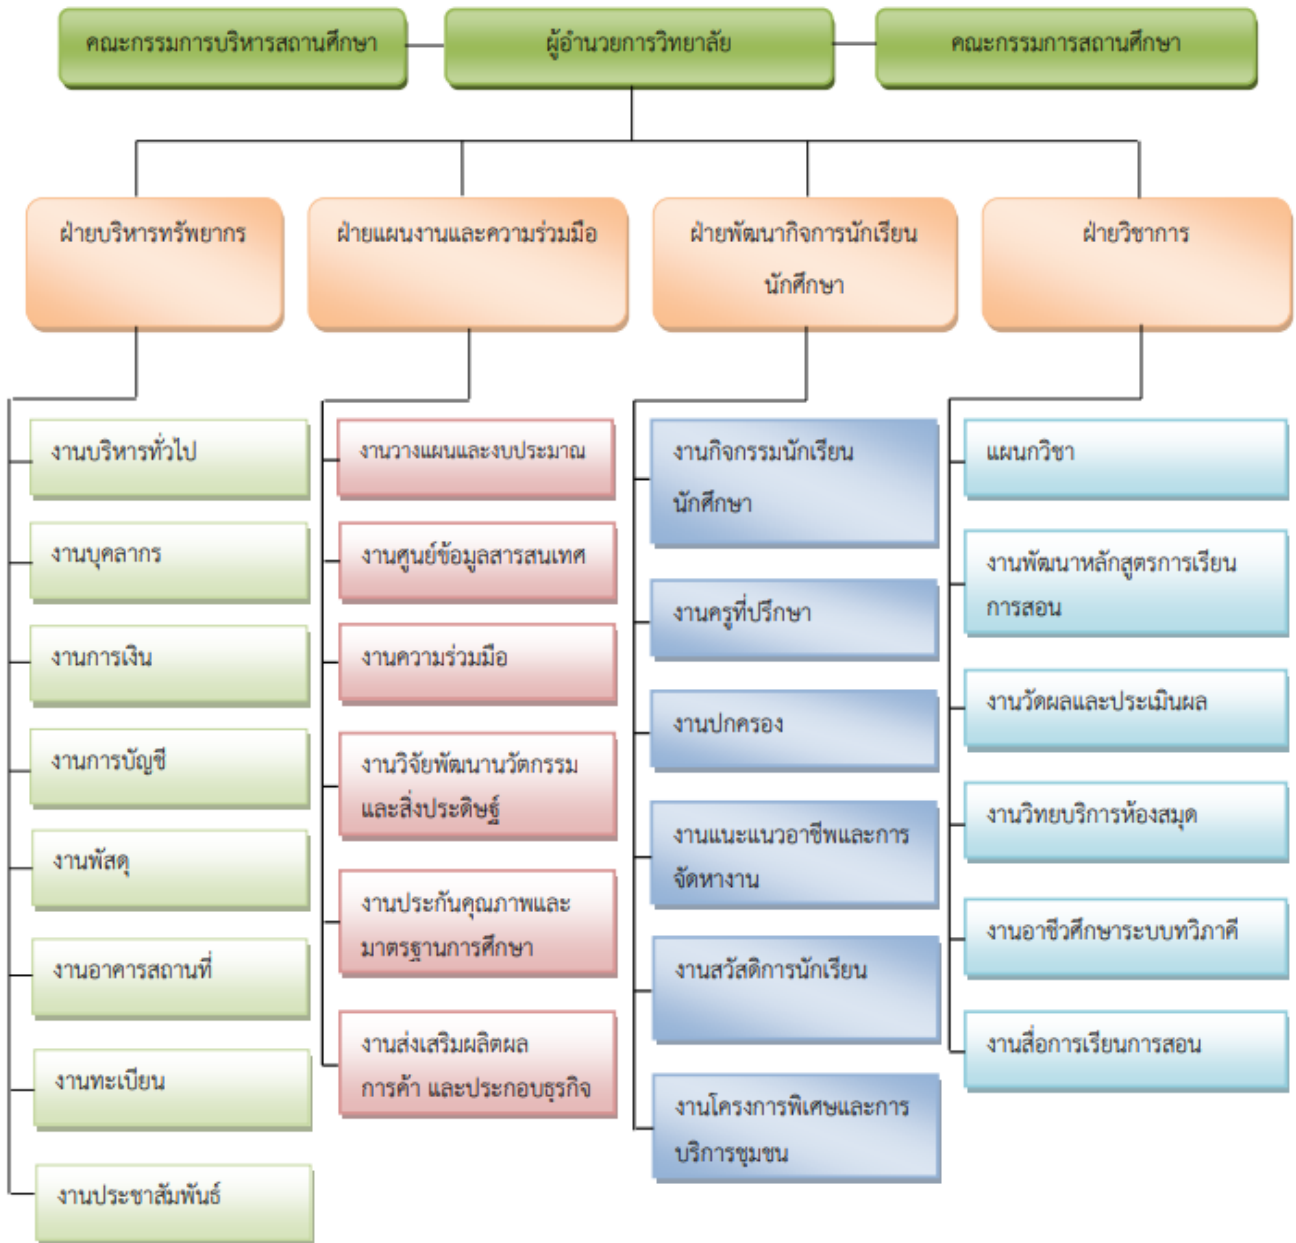 คณะกรรมการบริหารสถานศึกษา
ผู้อำนวยการวิทยาลัย
คณะกรรมการสถานศึกษา
ฝ่ายบริหารทรัพยากร
ฝ่ายแผนงานและความร่วมมือ
ฝ่ายพัฒนากิจการนักเรียน
นักศึกษา
ฝ่ายวิชาการ
งานบริหารทั่วไป
งานบุคลากร
งานการเงิน
งานการบัญชี
งานพัสดุ
งานอาคารสถานที่
งานทะเบียน
งานประชาสัมพันธ์
งานวางแผนและงบประมาณ
งานศูนย์ข้อมูลสารสนเทศ
งานความร่วมมือ
งานวิจัยพัฒนานวัตกรรม
และสิ่งประดิษฐ์
งานประกันคุณภาพและ
มาตรฐานการศึกษา
งานส่งเสริมผลิตผล
การค้า และประกอบธุรกิจ
งานกิจกรรมนักเรียน
นักศึกษา
งานครูที่ปรึกษา
งานปกครอง
งานแนะแนวอาชีพและการ
จัดหางาน
งานสวัสดิการนักเรียน
งานโครงการพิเศษและการ
บริการชุมชน
แผนกวิชา
งานพัฒนาหลักสูตรการเรียน
การสอน
งานวัดผลและประเมินผล
งานวิทยบริการห้องสมุด
งานอาชีวศึกษาระบบทวิภาคี
งานสื่อการเรียนการสอน